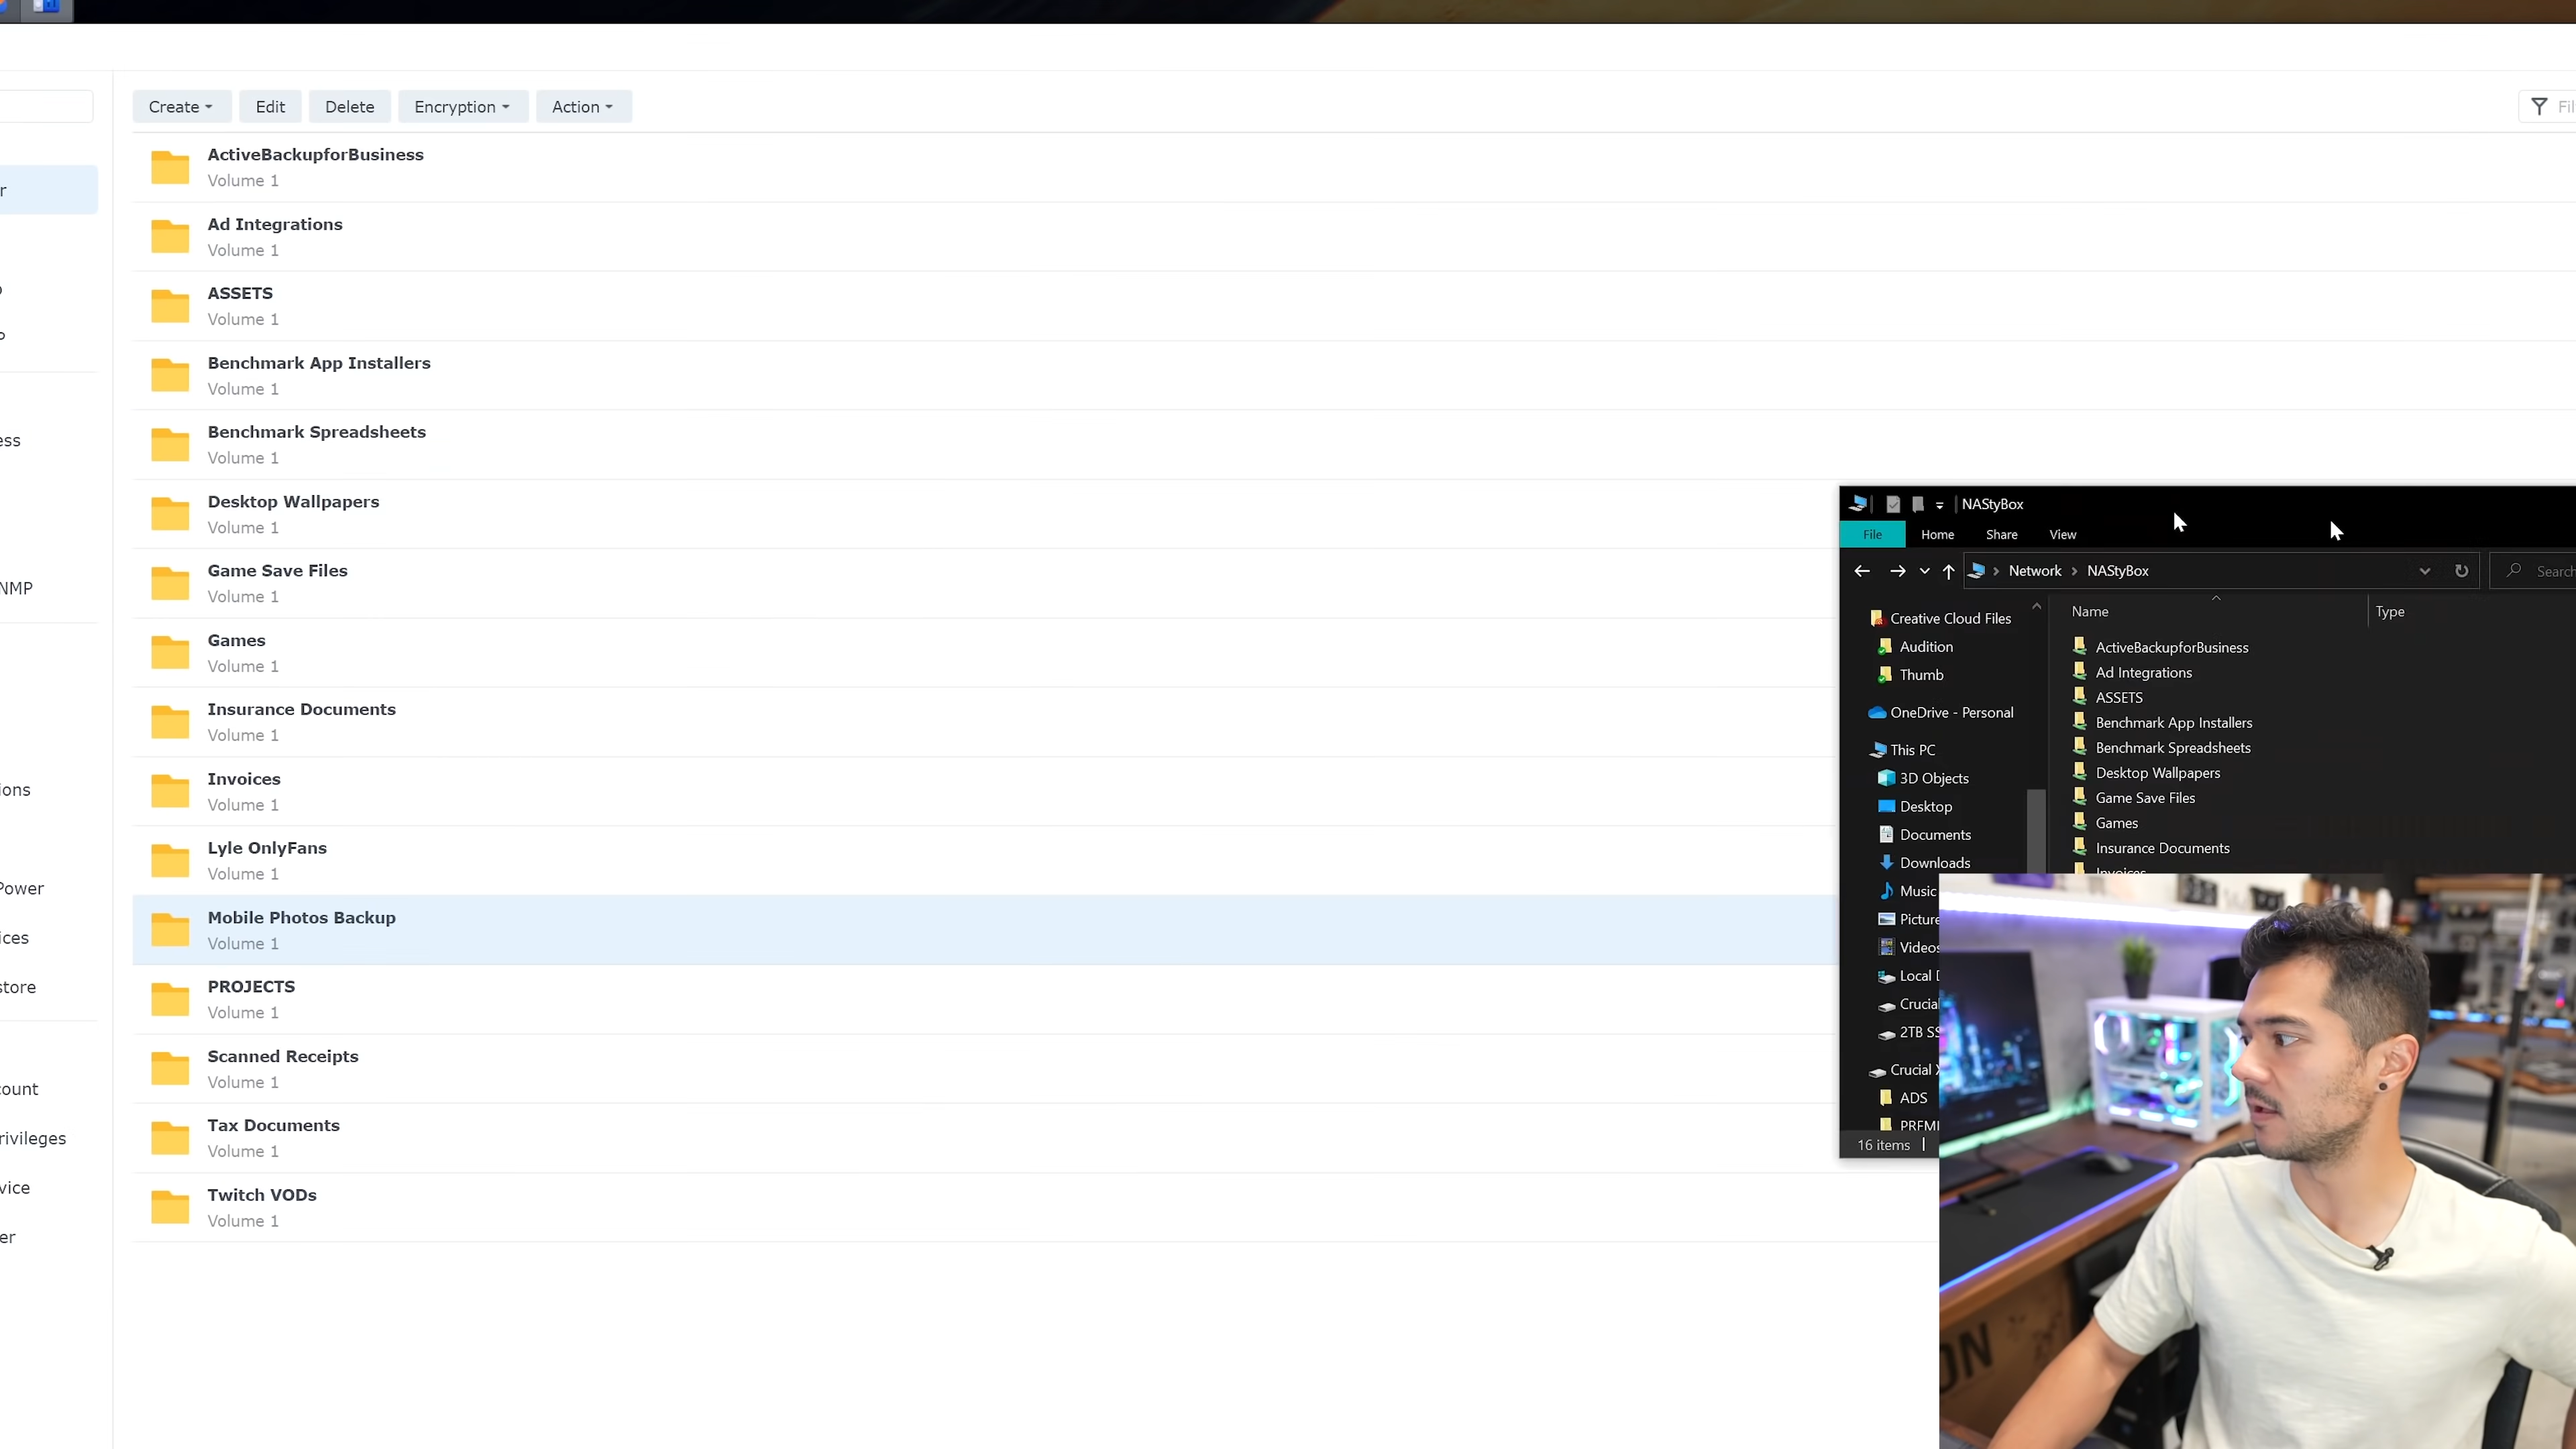 Create
Edit
Delete
Encryption
Action
ActiveBackupforBusiness
Volume 1
Ad Integrations
Volume 1
ASSETS
Volume 1
Benchmark App Installers
Volume 1
Benchmark Spreadsheets
Volume 1
Desktop Wallpapers
Volume 1
Game Save Files
Volume 1
Games
Volume 1
Insurance Documents
Volume 1
Invoices
Volume 1
Lyle OnlyFans
Volume 1
Mobile Photos Backup
Volume 1
PROJECTS
Volume 1
Scanned Receipts
Volume 1
Tax Documents
Volume 1
Twitch VODs
Volume 1
r
ess
NMP
ions
Power
ices
store
count
rivileges
vice
er
NAStyBox
File Home Share View
Network > NAStyBox
Search
Creative Cloud Files
Audition
Thumb
OneDrive - Personal
This PC
3D Objects
Desktop
Documents
Downloads
Music
Picture
Videos
Local
Crucial
2TB SS
Crucial
ADS
16 items
Name Type
ActiveBackupforBusiness
Ad Integrations
ASSETS
Benchmark App Installers
Benchmark Spreadsheets
Desktop Wallpapers
Game Save Files
Games
Insurance Documents
Invoices